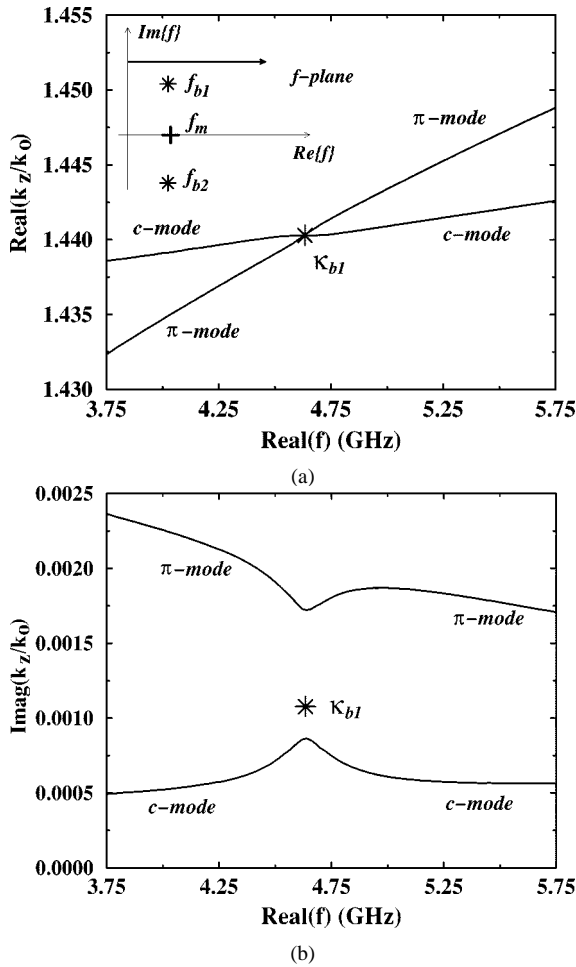 1.455
1.450
1.445
1.440
1.435
1.430
Real(k_z/k_0)
Im{f}
f-plane
f_b1
f_m
Re{f}
f_b2
π-mode
c-mode
c-mode
κ_b1
π-mode
3.75 4.25 4.75 5.25 5.75
Real(f) (GHz)
(a)
0.0025
0.0020
0.0015
0.0010
0.0005
0.0000
Imag(k_z/k_0)
π-mode
π-mode
κ_b1
c-mode
c-mode
3.75 4.25 4.75 5.25 5.75
Real(f) (GHz)
(b)